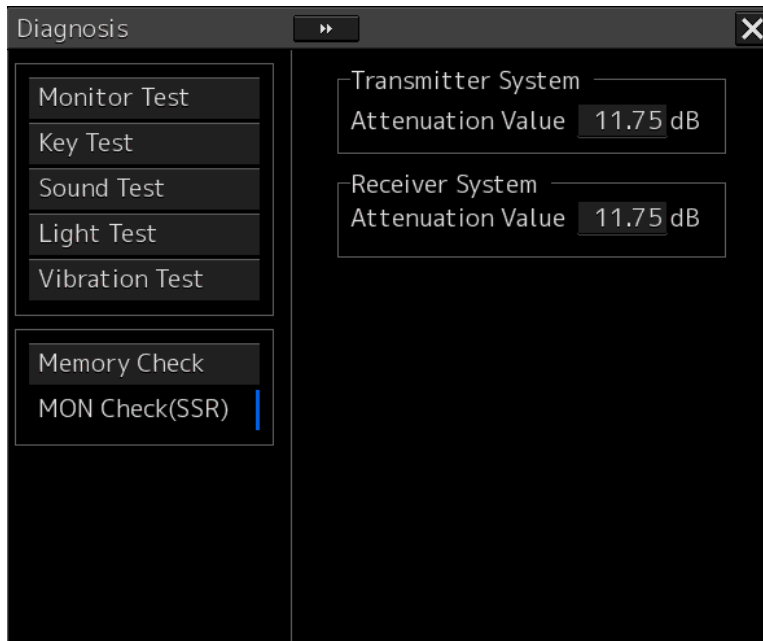 Diagnosis
Monitor Test
Key Test
Sound Test
Light Test
Vibration Test
Memory Check
MON Check(SSR)
Transmitter System
Attenuation Value 11.75 dB
Receiver System
Attenuation Value 11.75 dB